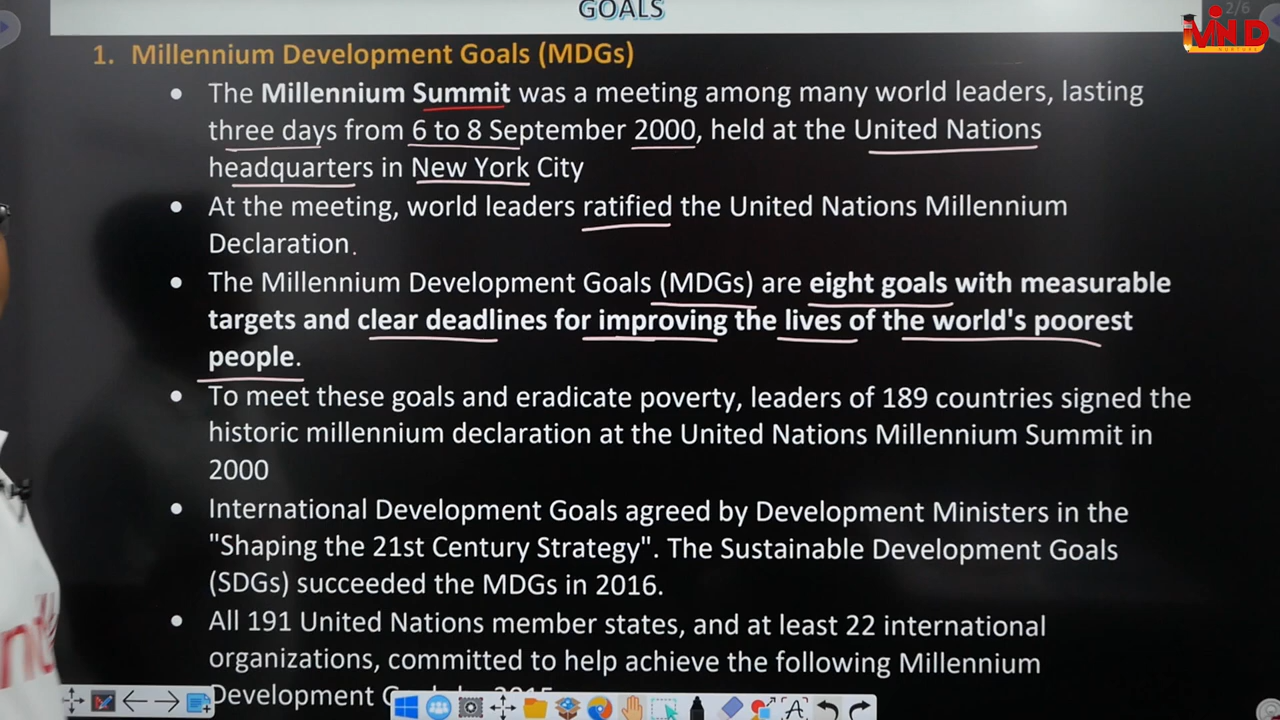 GOALS
2/6
MIND
1. Millennium Development Goals (MDGs)
• The Millennium Summit was a meeting among many world leaders, lasting
three days from 6 to 8 September 2000, held at the United Nations
headquarters in New York City
• At the meeting, world leaders ratified the United Nations Millennium
Declaration.
• The Millennium Development Goals (MDGs) are eight goals with measurable
targets and clear deadlines for improving the lives of the world's poorest
people.
• To meet these goals and eradicate poverty, leaders of 189 countries signed the
historic millennium declaration at the United Nations Millennium Summit in
2000
• International Development Goals agreed by Development Ministers in the
"Shaping the 21st Century Strategy". The Sustainable Development Goals
(SDGs) succeeded the MDGs in 2016.
• All 191 United Nations member states, and at least 22 international
organizations, committed to help achieve the following Millennium
Development